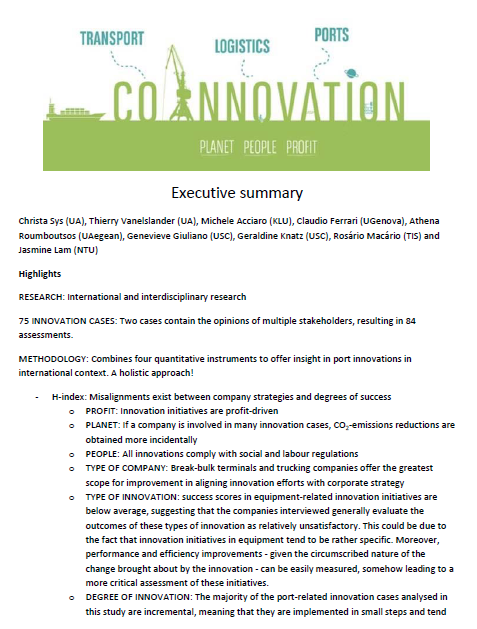 TRANSPORT
LOGISTICS
PORTS
CO INNOVATION
PLANET PEOPLE PROFIT
Executive summary
Christa Sys (UA), Thierry Vanelslander (UA), Michele Acciaro (KLU), Claudio Ferrari (UGenova), Athena
Roumboutsos (UAegean), Genevieve Giuliano (USC), Geraldine Knatz (USC), Rosário Macário (TIS) and
Jasmine Lam (NTU)
Highlights
RESEARCH: International and interdisciplinary research
75 INNOVATION CASES: Two cases contain the opinions of multiple stakeholders, resulting in 84
assessments.
METHODOLOGY: Combines four quantitative instruments to offer insight in port innovations in
international context. A holistic approach!
- H-index: Misalignments exist between company strategies and degrees of success
o PROFIT: Innovation initiatives are profit-driven
o PLANET: If a company is involved in many innovation cases, CO₂-emissions reductions are
obtained more incidentally
o PEOPLE: All innovations comply with social and labour regulations
o TYPE OF COMPANY: Break-bulk terminals and trucking companies offer the greatest
scope for improvement in aligning innovation efforts with corporate strategy
o TYPE OF INNOVATION: success scores in equipment-related innovation initiatives are
below average, suggesting that the companies interviewed generally evaluate the
outcomes of these types of innovation as relatively unsatisfactory. This could be due to
the fact that innovation initiatives in equipment tend to be rather specific. Moreover,
performance and efficiency improvements - given the circumscribed nature of the
change brought about by the innovation - can be easily measured, somehow leading to a
more critical assessment of these initiatives.
o DEGREE OF INNOVATION: The majority of the port-related innovation cases analysed in
this study are incremental, meaning that they are implemented in small steps and tend